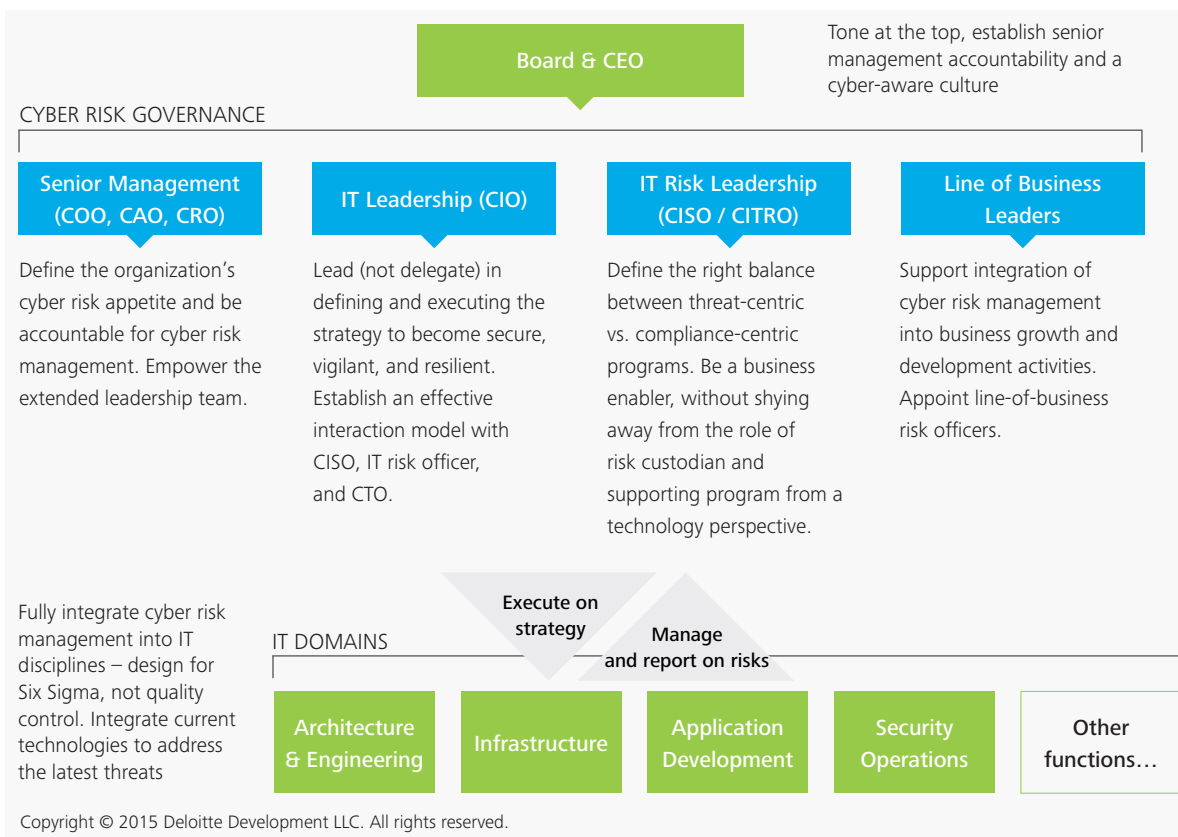 Board & CEO
Tone at the top, establish senior
management accountability and a
cyber-aware culture
CYBER RISK GOVERNANCE
Senior Management
(COO, CAO, CRO)
Define the organization’s
cyber risk appetite and be
accountable for cyber risk
management. Empower the
extended leadership team.
IT Leadership (CIO)
Lead (not delegate) in
defining and executing the
strategy to become secure,
vigilant, and resilient.
Establish an effective
interaction model with
CISO, IT risk officer,
and CTO.
IT Risk Leadership
(CISO / CITRO)
Define the right balance
between threat-centric
vs. compliance-centric
programs. Be a business
enabler, without shying
away from the role of
risk custodian and
supporting program from a
technology perspective.
Line of Business
Leaders
Support integration of
cyber risk management
into business growth and
development activities.
Appoint line-of-business
risk officers.
Execute on
strategy
Manage
and report on risks
Fully integrate cyber risk
management into IT
disciplines – design for
Six Sigma, not quality
control. Integrate current
technologies to address
the latest threats
IT DOMAINS
Architecture
& Engineering
Infrastructure
Application
Development
Security
Operations
Other
functions…
Copyright © 2015 Deloitte Development LLC. All rights reserved.